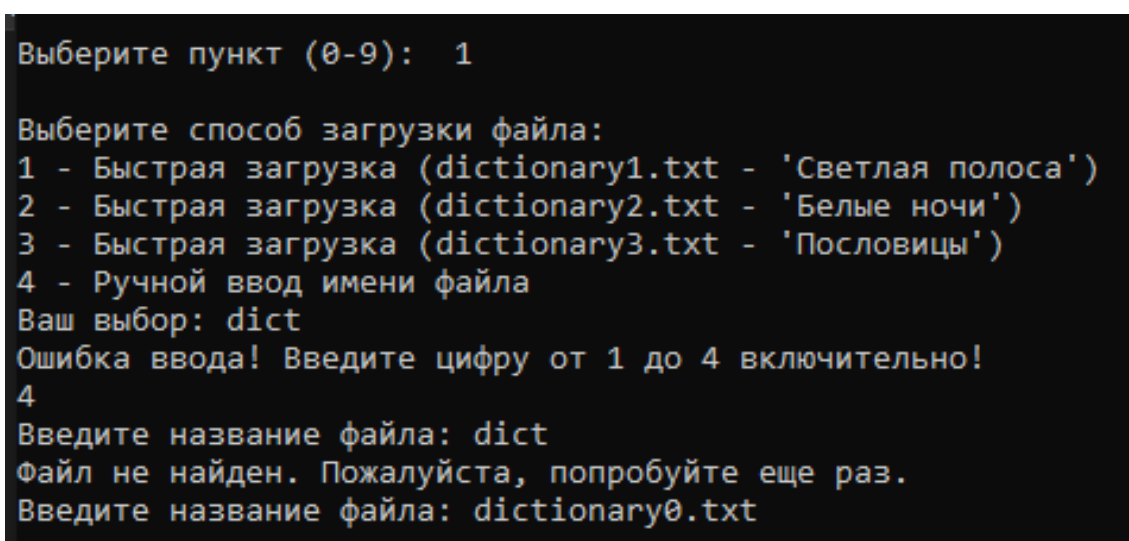 Выберите пункт (0-9):  1
Выберите способ загрузки файла:
1 - Быстрая загрузка (dictionary1.txt - 'Светлая полоса')
2 - Быстрая загрузка (dictionary2.txt - 'Белые ночи')
3 - Быстрая загрузка (dictionary3.txt - 'Пословицы')
4 - Ручной ввод имени файла
Ваш выбор: dict
Ошибка ввода! Введите цифру от 1 до 4 включительно!
4
Введите название файла: dict
Файл не найден. Пожалуйста, попробуйте еще раз.
Введите название файла: dictionary0.txt